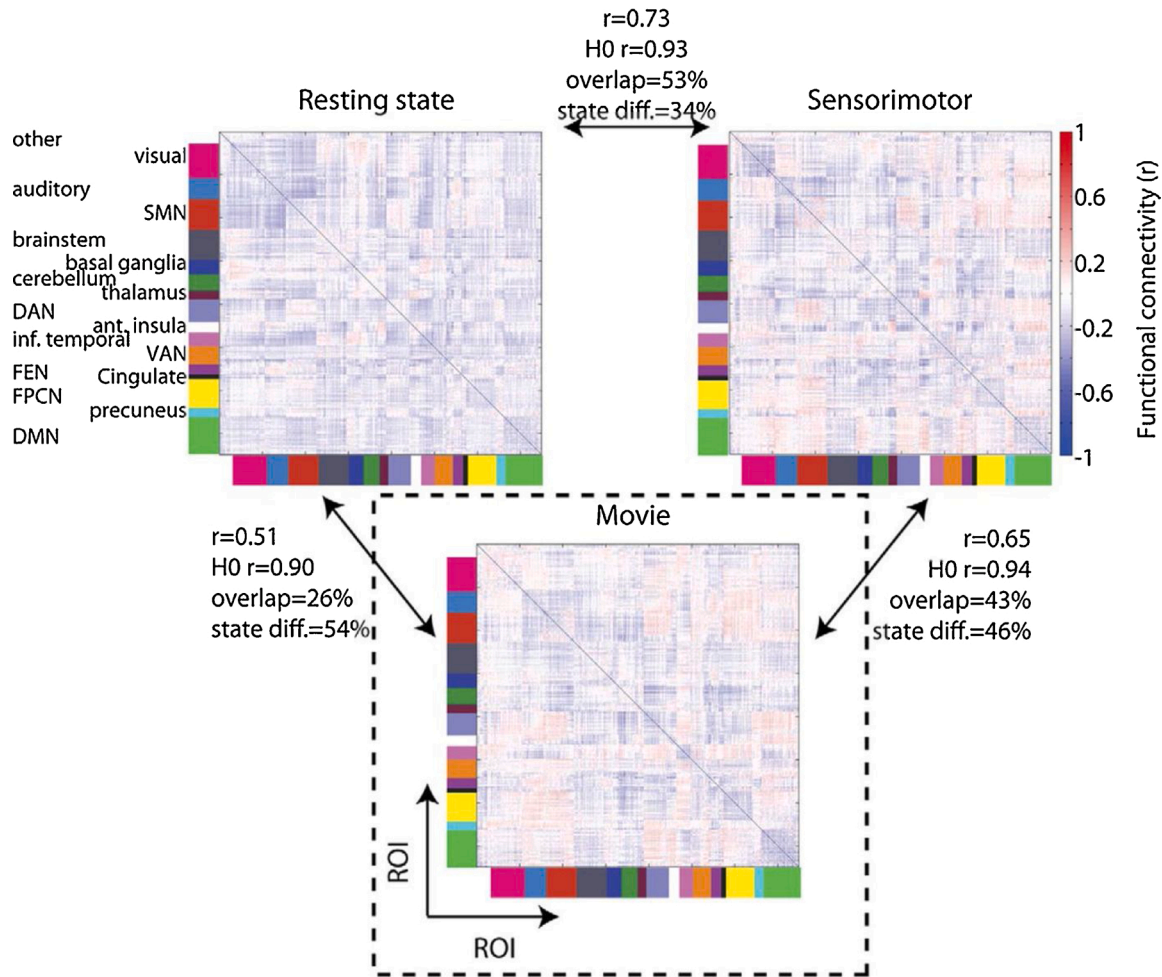 r=0.73
H0 r=0.93
overlap=53%
state diff.=34%
Resting state
Sensorimotor
other
visual
auditory
SMN
brainstem
basal ganglia
cerebellum
thalamus
DAN
ant. insula
inf. temporal
VAN
FEN
Cingulate
FPCN
precuneus
DMN
1
0.6
0.2
-0.2
-0.6
-1
Functional connectivity (r)
r=0.51
H0 r=0.90
overlap=26%
state diff.=54%
Movie
r=0.65
H0 r=0.94
overlap=43%
state diff.=46%
ROI
ROI